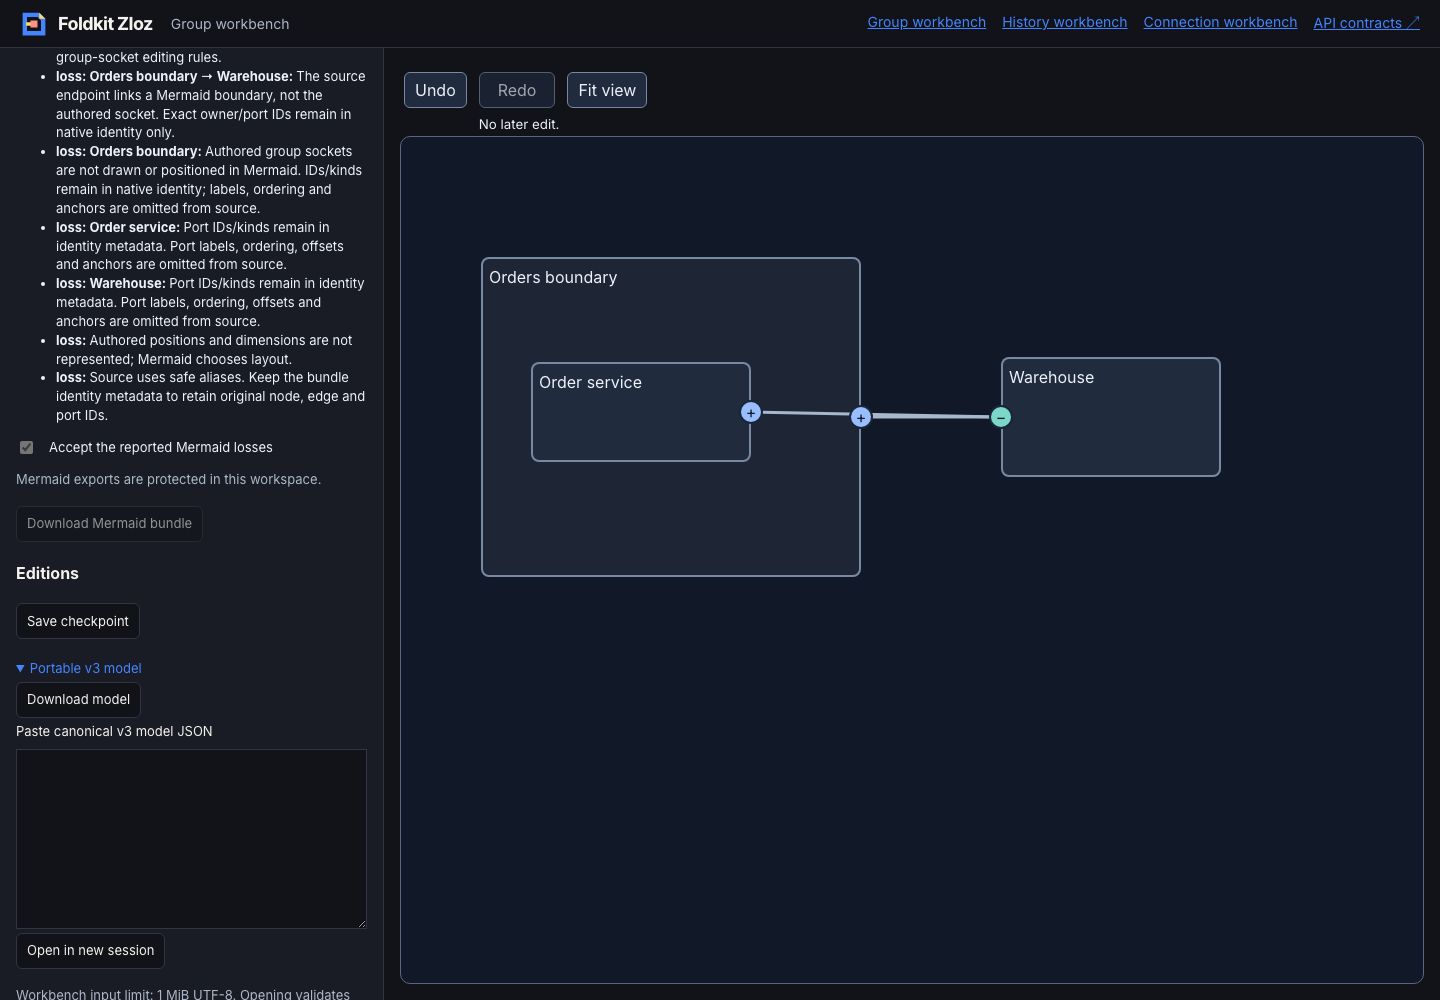 Foldkit Zloz
Group workbench
Group workbench
History workbench
Connection workbench
API contracts ↗
group-socket editing rules.
• loss: Orders boundary → Warehouse: The source
endpoint links a Mermaid boundary, not the
authored socket. Exact owner/port IDs remain in
native identity only.
• loss: Orders boundary: Authored group sockets
are not drawn or positioned in Mermaid. IDs/kinds
remain in native identity; labels, ordering and
anchors are omitted from source.
• loss: Order service: Port IDs/kinds remain in
identity metadata. Port labels, ordering, offsets
and anchors are omitted from source.
• loss: Warehouse: Port IDs/kinds remain in identity
metadata. Port labels, ordering, offsets and
anchors are omitted from source.
• loss: Authored positions and dimensions are not
represented; Mermaid chooses layout.
• loss: Source uses safe aliases. Keep the bundle
identity metadata to retain original node, edge and
port IDs.
Accept the reported Mermaid losses
Mermaid exports are protected in this workspace.
Download Mermaid bundle
Editions
Save checkpoint
▼ Portable v3 model
Download model
Paste canonical v3 model JSON
Open in new session
Workbench input limit: 1 MiB UTF-8. Opening validates
Undo
Redo
Fit view
No later edit.
Orders boundary
Order service
+
+
Warehouse
−